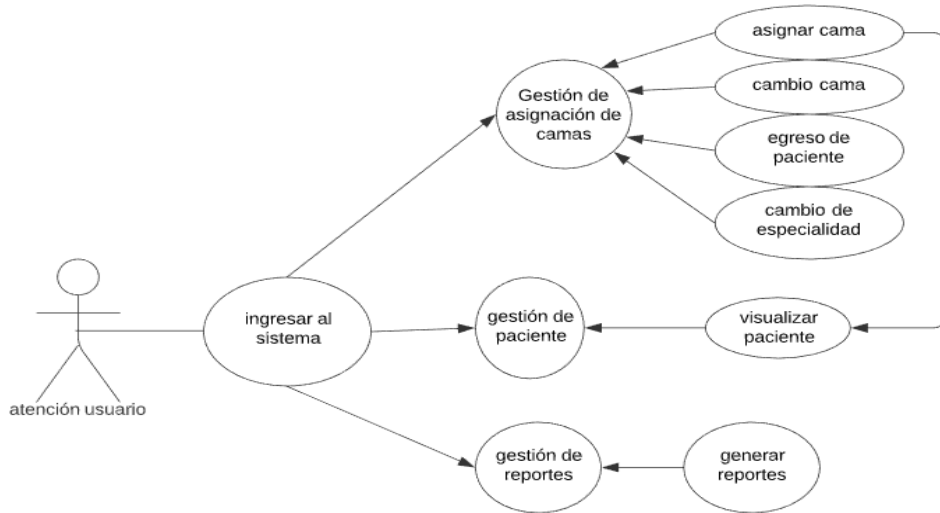 asignar cama
cambio cama
egreso de
paciente
cambio de
especialidad
Gestión de
asignación de
camas
ingresar al
sistema
gestión de
paciente
visualizar
paciente
atención usuario
gestión de
reportes
generar
reportes